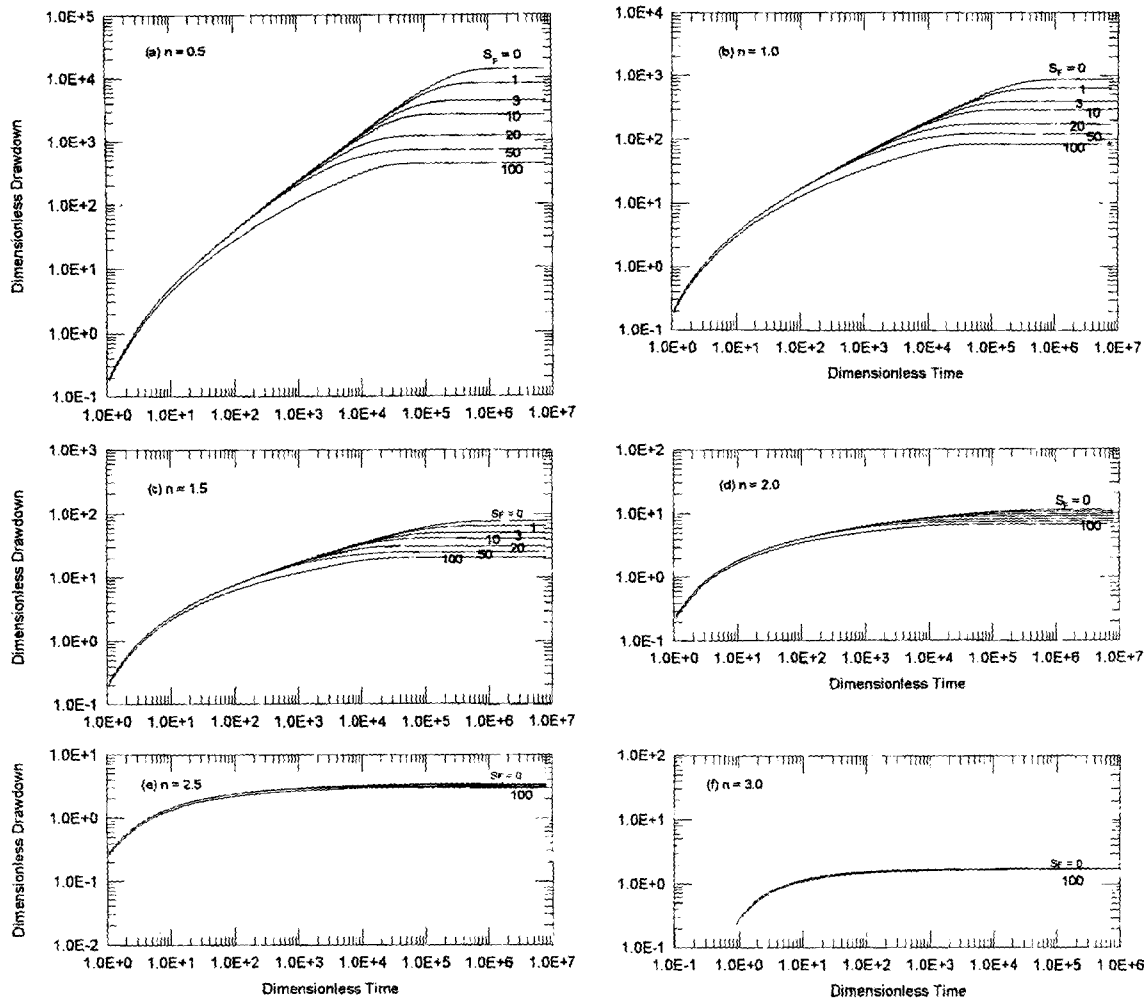 1.0E+5
1.0E+4
1.0E+3
1.0E+2
1.0E+1
1.0E+0
1.0E-1
Dimensionless Drawdown
(a) n = 0.5
S_F = 0
1
3
10
20
50
100
1.0E+0 1.0E+1 1.0E+2 1.0E+3 1.0E+4 1.0E+5 1.0E+6 1.0E+7
1.0E+4
1.0E+3
1.0E+2
1.0E+1
1.0E+0
1.0E-1
(b) n = 1.0
S_F = 0
1
3
10
20
50
100
1.0E+0 1.0E+1 1.0E+2 1.0E+3 1.0E+4 1.0E+5 1.0E+6 1.0E+7
Dimensionless Time
1.0E+3
1.0E+2
1.0E+1
1.0E+0
1.0E-1
Dimensionless Drawdown
(c) n = 1.5
S_F = 0
1
3
10
20
50
100
1.0E+0 1.0E+1 1.0E+2 1.0E+3 1.0E+4 1.0E+5 1.0E+6 1.0E+7
1.0E+2
1.0E+1
1.0E+0
1.0E-1
(d) n = 2.0
S_F = 0
100
1.0E+0 1.0E+1 1.0E+2 1.0E+3 1.0E+4 1.0E+5 1.0E+6 1.0E+7
Dimensionless Time
1.0E+1
1.0E+0
1.0E-1
1.0E-2
Dimensionless Drawdown
(e) n = 2.5
S_F = 0
100
1.0E+0 1.0E+1 1.0E+2 1.0E+3 1.0E+4 1.0E+5 1.0E+6 1.0E+7
Dimensionless Time
1.0E+2
1.0E+1
1.0E+0
1.0E-1
(f) n = 3.0
S_F = 0
100
1.0E-1 1.0E+0 1.0E+1 1.0E+2 1.0E+3 1.0E+4 1.0E+5 1.0E+6
Dimensionless Time